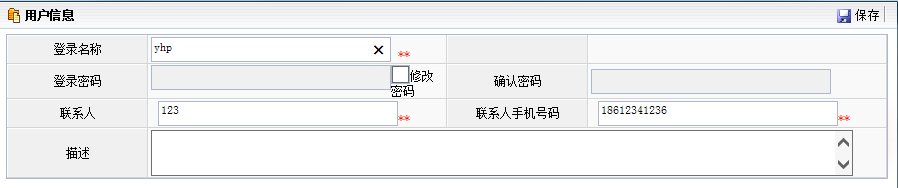 用户信息 保存
登录名称 yhp **
登录密码 修改密码 确认密码
联系人 123 ** 联系人手机号码 18612341236 **
描述